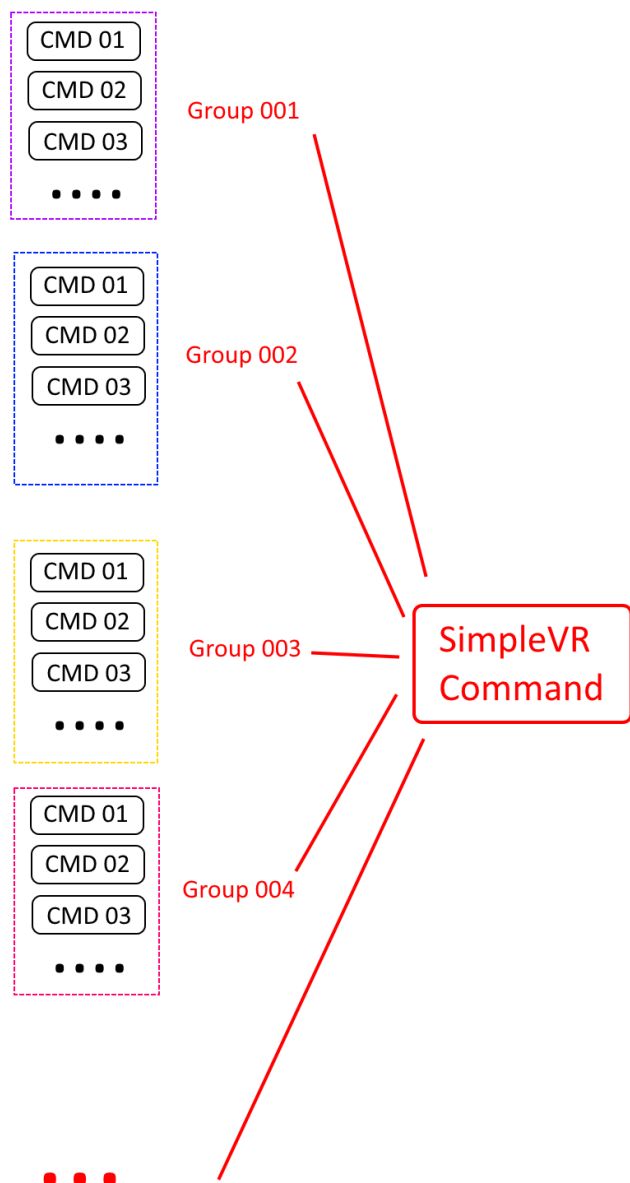 CMD 01
CMD 02
CMD 03
....
Group 001
CMD 01
CMD 02
CMD 03
....
Group 002
CMD 01
CMD 02
CMD 03
....
Group 003
SimpleVR
Command
CMD 01
CMD 02
CMD 03
....
Group 004
...